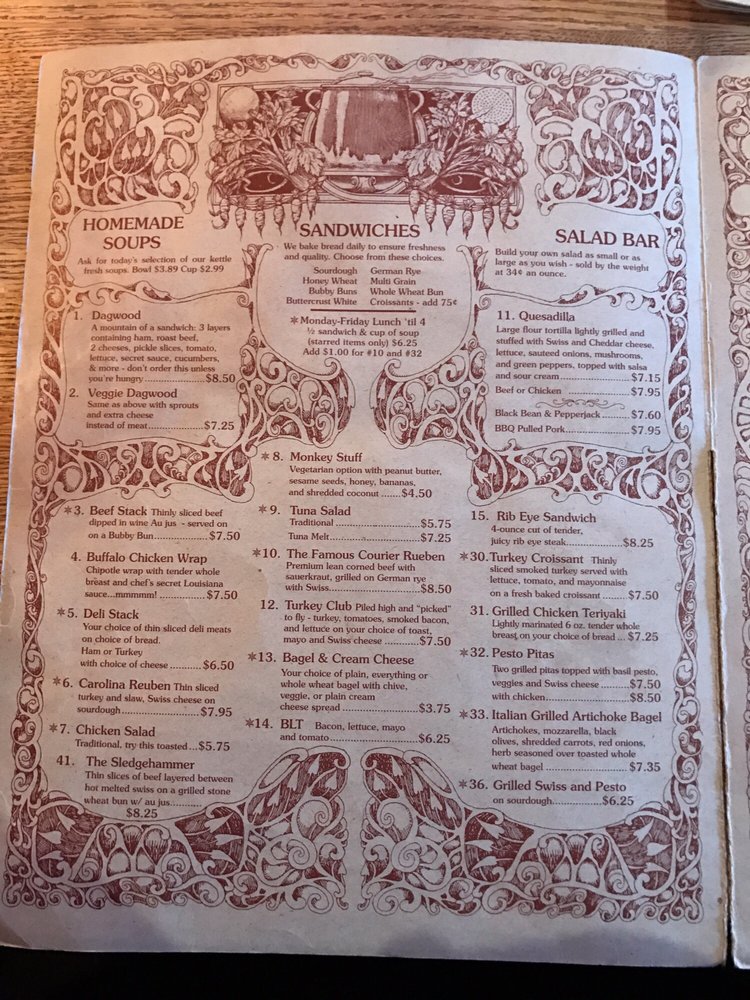 HOMEMADE
SOUPS
Ask for today's selection of our kettle
fresh soups. Bowl $3.89 Cup $2.99
SANDWICHES
We bake bread daily to ensure freshness
and quality. Choose from these choices.
Sourdough German Rye
Honey Wheat Multi Grain
Bubby Buns Whole Wheat Bun
Buttercrust White Croissants - add 75¢
*Monday-Friday Lunch 'til 4
½ sandwich & cup of soup
(starred items only) $6.25
Add $1.00 for #10 and #32
SALAD BAR
Build your own salad as small or as
large as you wish - sold by the weight
at 34¢ an ounce.
1. Dagwood
A mountain of a sandwich: 3 layers
containing ham, roast beef,
2 cheeses, pickle slices, tomato,
lettuce, secret sauce, cucumbers,
& more - don't order this unless
you're hungry ..................... $8.50
2. Veggie Dagwood
Same as above with sprouts
and extra cheese
instead of meat..................... $7.25
*3. Beef Stack Thinly sliced beef
dipped in wine Au jus - served on
on a Bubby Bun..................... $7.50
4. Buffalo Chicken Wrap
Chipotle wrap with tender whole
breast and chef's secret Louisiana
sauce...mmmmm! ............... $7.50
*5. Deli Stack
Your choice of thin sliced deli meats
on choice of bread.
Ham or Turkey
with choice of cheese .......... $6.50
*6. Carolina Reuben Thin sliced
turkey and slaw, Swiss cheese on
sourdough........................... $7.95
*7. Chicken Salad
Traditional, try this toasted ...$5.75
41. The Sledgehammer
Thin slices of beef layered between
hot melted swiss on a grilled stone
wheat bun w/ au jus..........
$8.25
*8. Monkey Stuff
Vegetarian option with peanut butter,
sesame seeds, honey, bananas,
and shredded coconut .......$4.50
*9. Tuna Salad
Traditional ........................... $5.75
Tuna Melt........................... $7.25
*10. The Famous Courier Rueben
Premium lean corned beef with
sauerkraut, grilled on German rye
with Swiss........................... $8.50
12. Turkey Club Piled high and "picked"
to fly - turkey, tomatoes, smoked bacon,
and lettuce on your choice of toast,
mayo and Swiss cheese ........... $7.50
*13. Bagel & Cream Cheese
Your choice of plain, everything or
whole wheat bagel with chive,
veggie, or plain cream
cheese spread ..................... $3.75
*14. BLT Bacon, lettuce, mayo
and tomato........................... $6.25
11. Quesadilla
Large flour tortilla lightly grilled and
stuffed with Swiss and Cheddar cheese,
lettuce, sauteed onions, mushrooms,
and green peppers, topped with salsa
and sour cream ..................... $7.15
Beef or Chicken ..................... $7.95
Black Bean & Pepperjack.......... $7.60
BBQ Pulled Pork..................... $7.95
15. Rib Eye Sandwich
4-ounce cut of tender,
juicy rib eye steak................. $8.25
*30. Turkey Croissant Thinly
sliced smoked turkey served with
lettuce, tomato, and mayonnaise
on a fresh baked croissant ........ $7.50
31. Grilled Chicken Teriyaki
Lightly marinated 6 oz. tender whole
breast on your choice of bread ... $7.25
*32. Pesto Pitas
Two grilled pitas topped with basil pesto,
veggies and Swiss cheese .......... $7.50
with chicken........................... $8.50
*33. Italian Grilled Artichoke Bagel
Artichokes, mozzarella, black
olives, shredded carrots, red onions,
herb seasoned over toasted whole
wheat bagel ........................... $7.35
*36. Grilled Swiss and Pesto
on sourdough.................$6.25